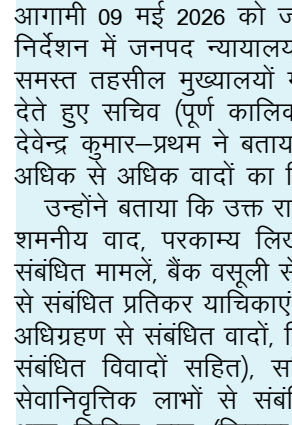 आगामी 09 मई 2026 को
निर्देशन में जनपद न्यायालय
समस्त तहसील मुख्यालयों
देते हुए सचिव (पूर्ण कालिक
देवेन्द्र कुमार–प्रथम ने बताय
अधिक से अधिक वादों का
उन्होंने बताया कि उक्त रा
शमनीय वाद, परकाम्य लिख
संबंधित मामलें, बैंक वसूली से
से संबंधित प्रतिकर याचिकाएं
अधिग्रहण से संबंधित वादों,
संबंधित विवादों सहित), स
सेवानिवृत्तिक लाभों से संबं